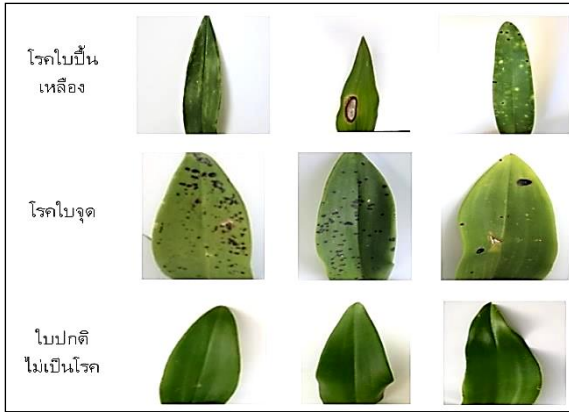 โรคใบปื้น
เหลือง
โรคใบจุด
ใบปกติ
ไม่เป็นโรค